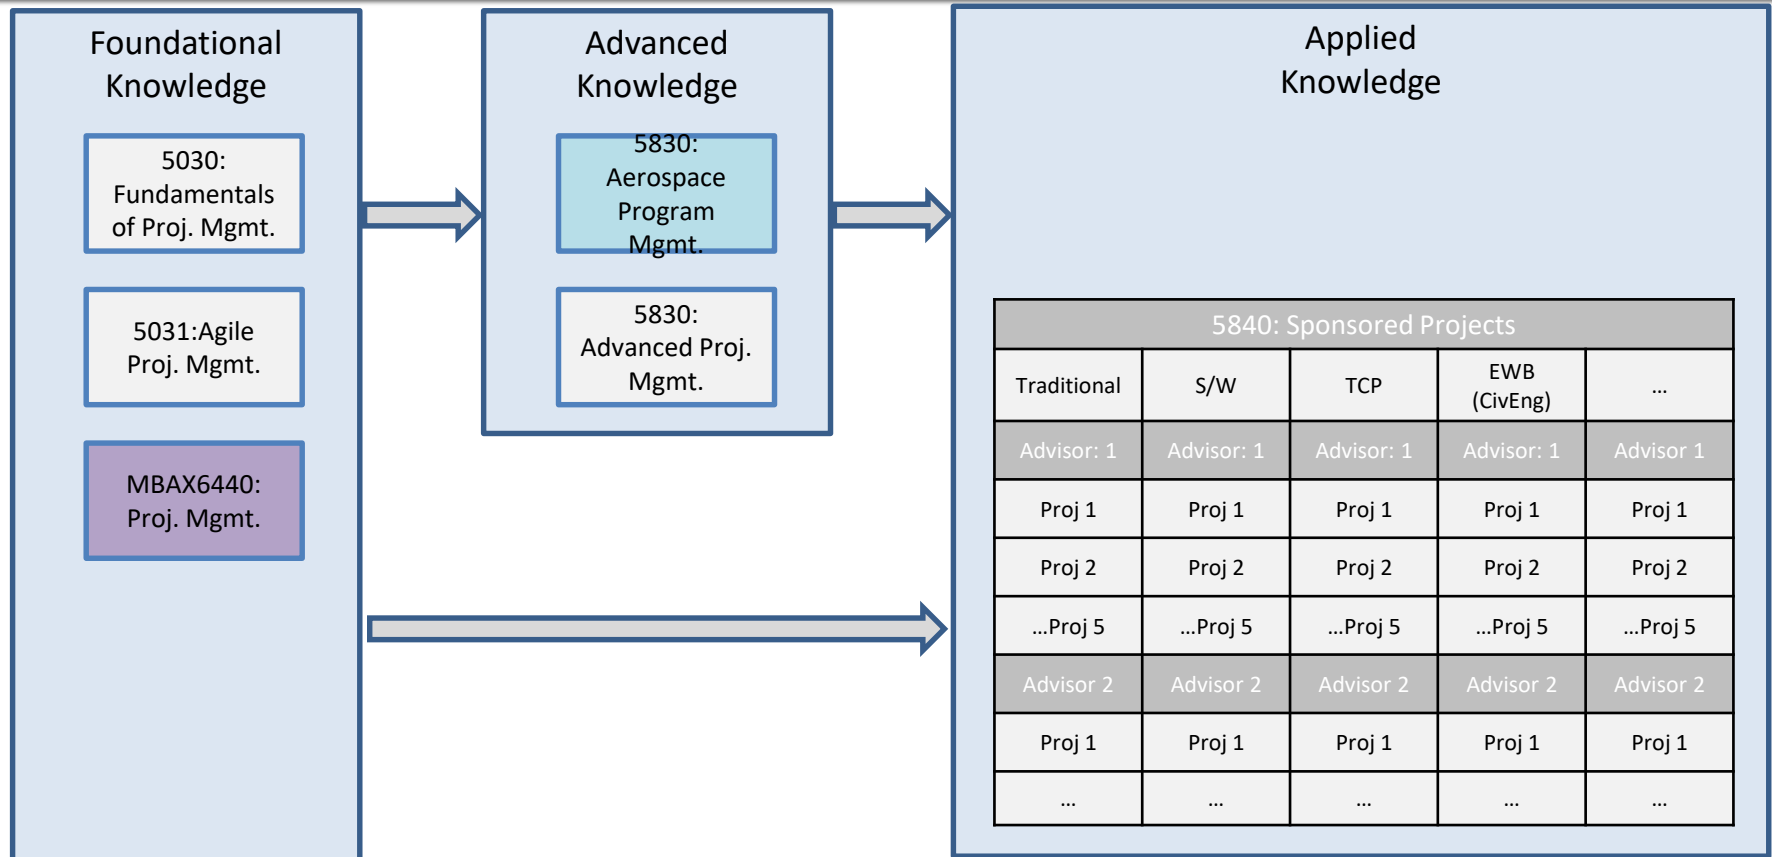 Foundational
Knowledge
5030:
Fundamentals
of Proj. Mgmt.
5031:Agile
Proj. Mgmt.
MBAX6440:
Proj. Mgmt.
Advanced
Knowledge
5830:
Aerospace
Program
Mgmt.
5830:
Advanced Proj.
Mgmt.
Applied
Knowledge
5840: Sponsored Projects
Traditional S/W TCP EWB (CivEng) ...
Advisor: 1 Advisor: 1 Advisor: 1 Advisor: 1 Advisor 1
Proj 1 Proj 1 Proj 1 Proj 1 Proj 1
Proj 2 Proj 2 Proj 2 Proj 2 Proj 2
...Proj 5 ...Proj 5 ...Proj 5 ...Proj 5 ...Proj 5
Advisor 2 Advisor 2 Advisor 2 Advisor 2 Advisor 2
Proj 1 Proj 1 Proj 1 Proj 1 Proj 1
... ... ... ... ...